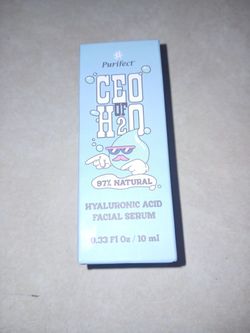 Purifect
CEO
OF
H2O
97% NATURAL
HYALURONIC ACID
FACIAL SERUM
0.33 Fl Oz / 10 ml